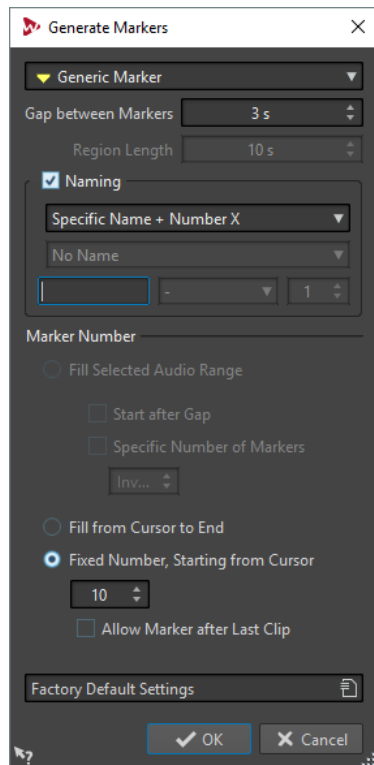 Generate Markers
Generic Marker
Gap between Markers 3 s
Region Length 10 s
Naming
Specific Name + Number X
No Name
- 1
Marker Number
Fill Selected Audio Range
Start after Gap
Specific Number of Markers
Inv...
Fill from Cursor to End
Fixed Number, Starting from Cursor
10
Allow Marker after Last Clip
Factory Default Settings
OK Cancel
?